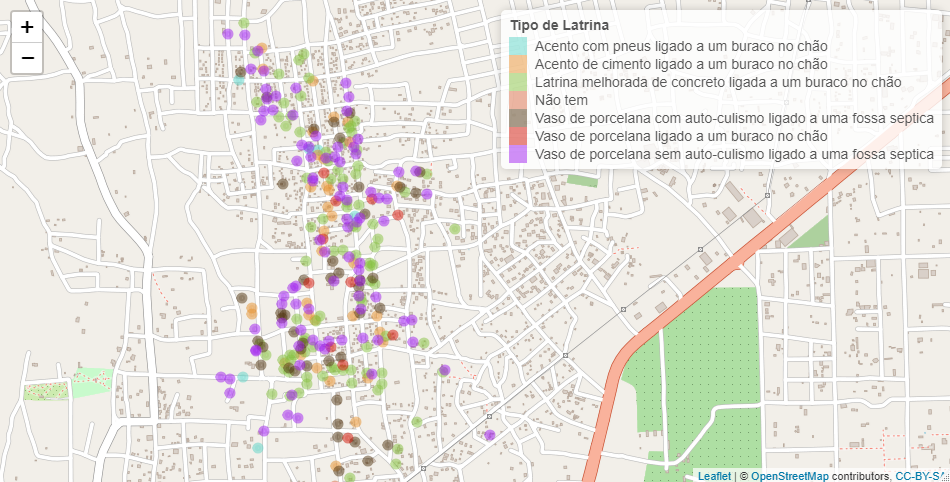 +
−
Tipo de Latrina
Acento com pneus ligado a um buraco no chão
Acento de cimento ligado a um buraco no chão
Latrina melhorada de concreto ligada a um buraco no chão
Não tem
Vaso de porcelana com auto-culismo ligado a uma fossa septica
Vaso de porcelana ligado a um buraco no chão
Vaso de porcelana sem auto-culismo ligado a uma fossa septica
Leaflet | © OpenStreetMap contributors, CC-BY-SA